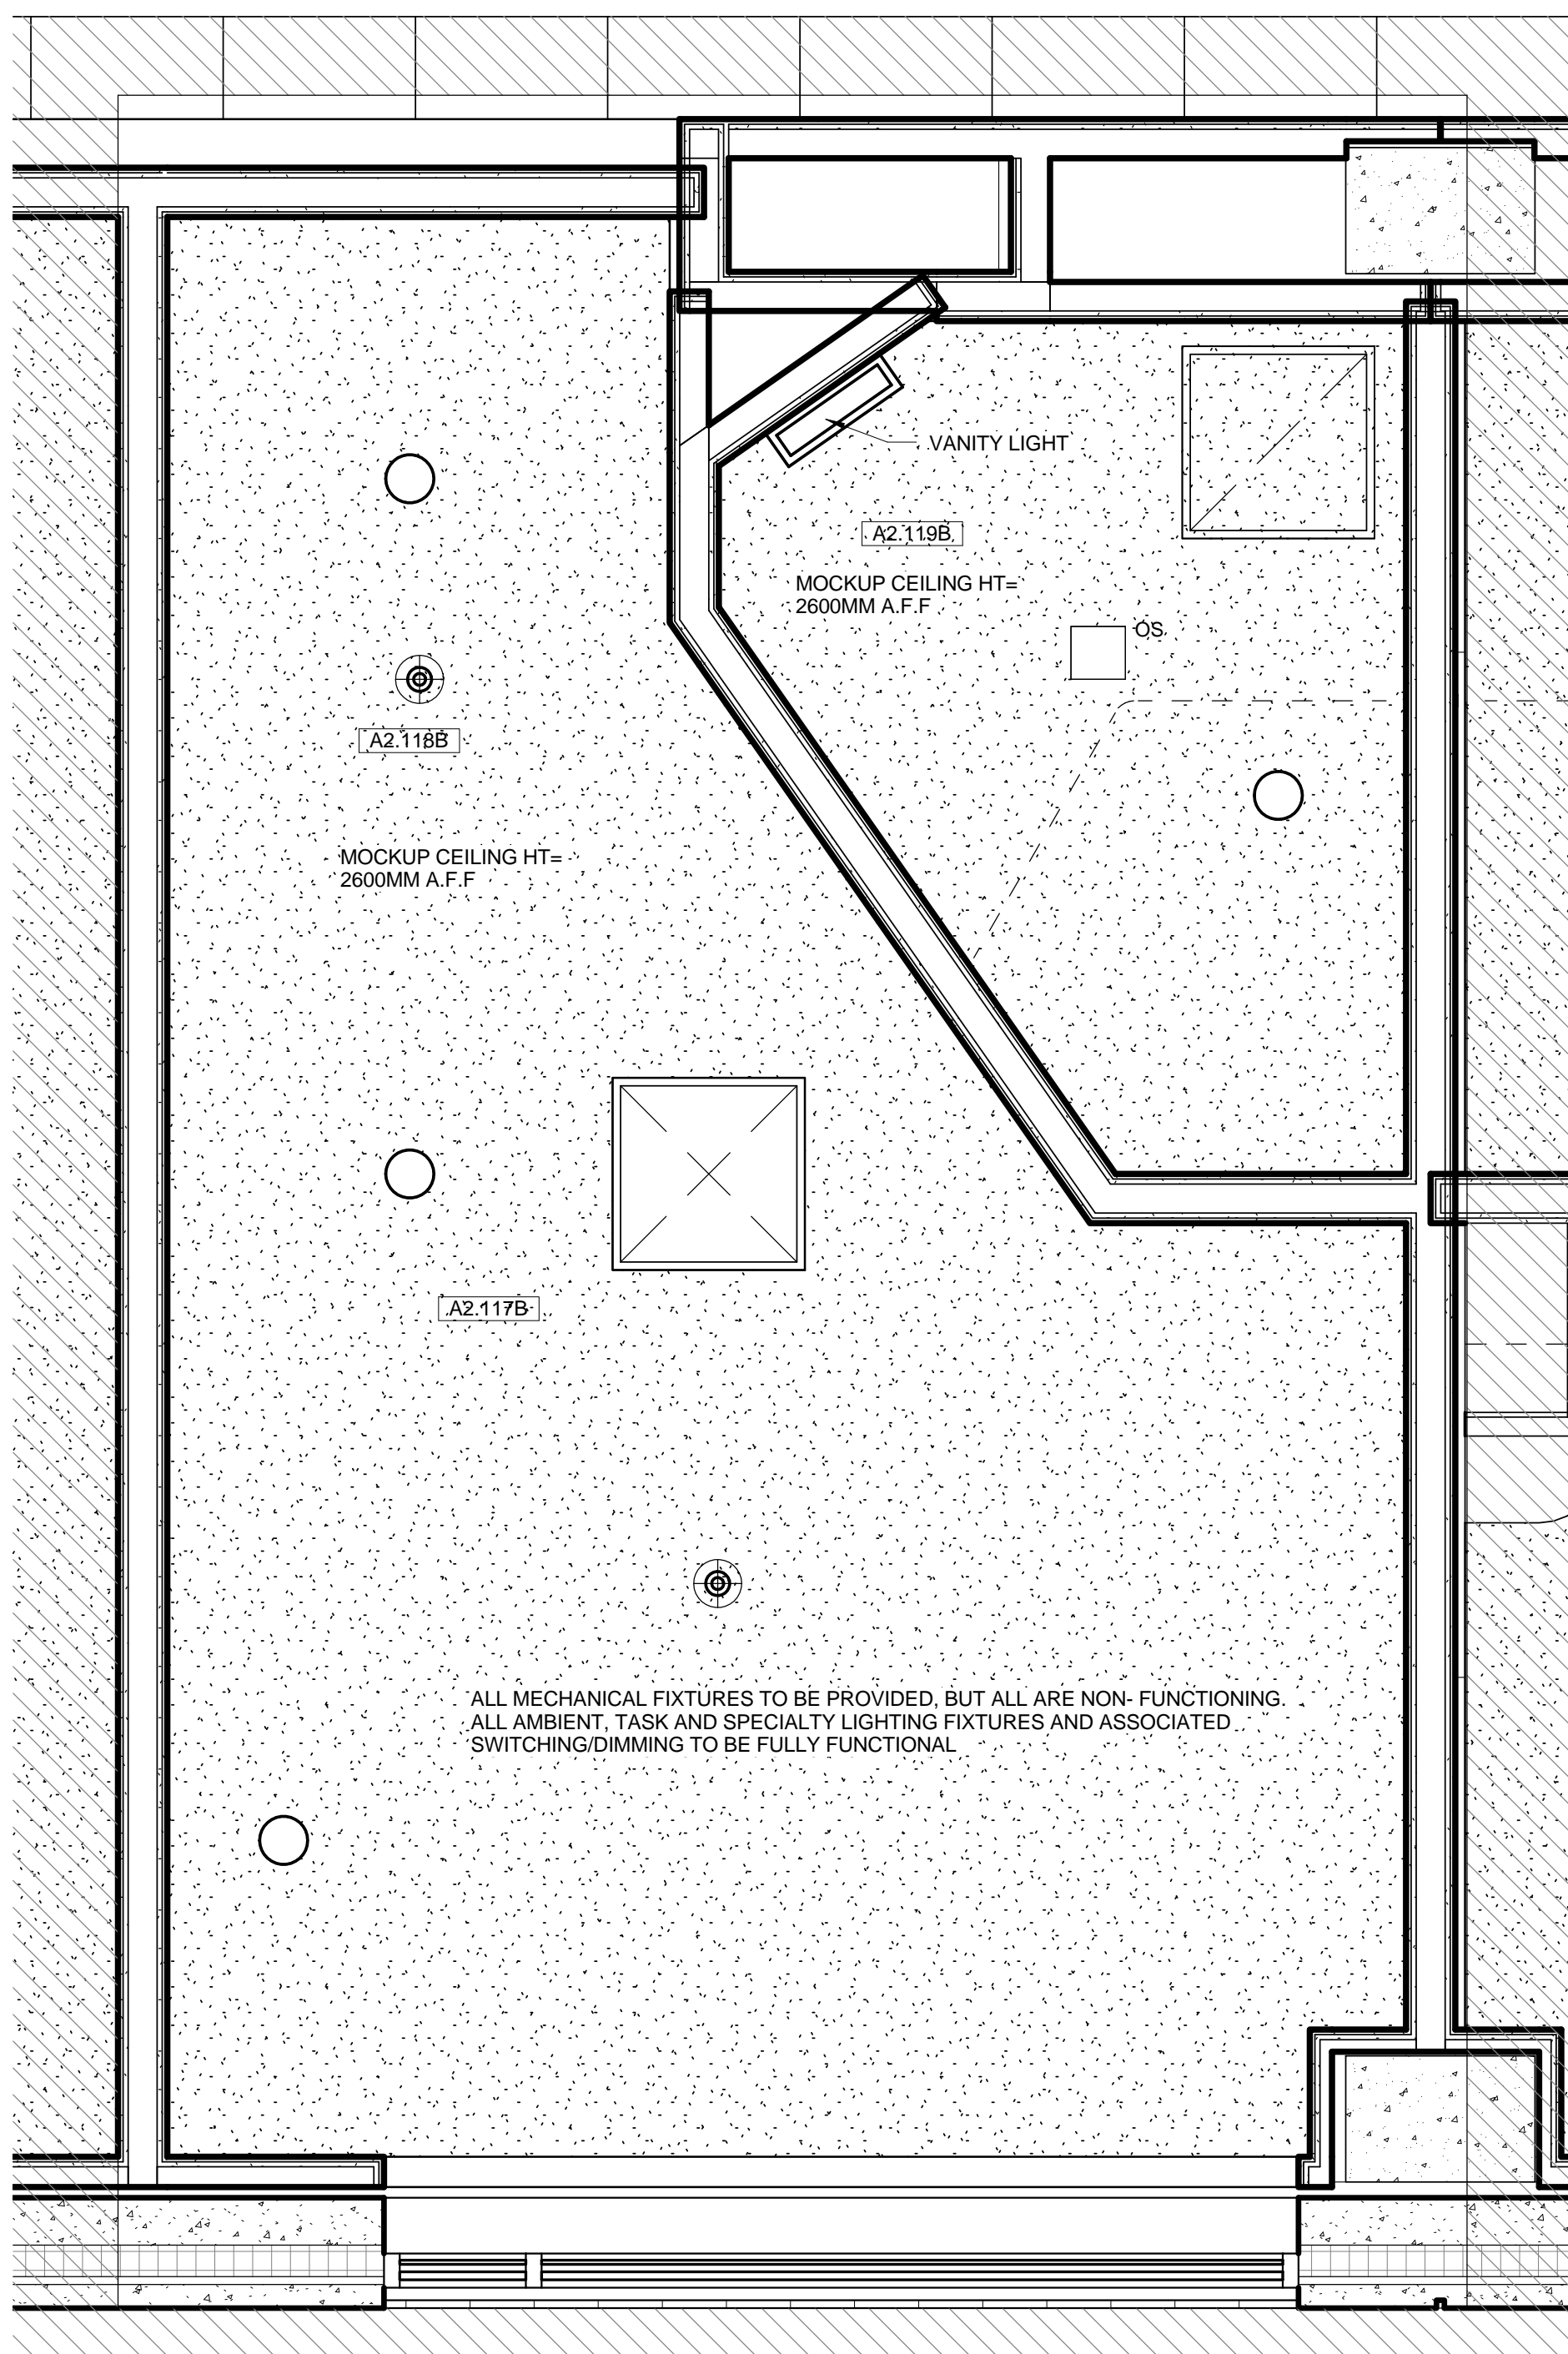 VANITY LIGHT
A2.119B
MOCKUP CEILING HT=
2600MM A.F.F
OS
A2.118B
MOCKUP CEILING HT=
2600MM A.F.F
A2.117B
ALL MECHANICAL FIXTURES TO BE PROVIDED, BUT ALL ARE NON- FUNCTIONING.
ALL AMBIENT, TASK AND SPECIALTY LIGHTING FIXTURES AND ASSOCIATED
SWITCHING/DIMMING TO BE FULLY FUNCTIONAL